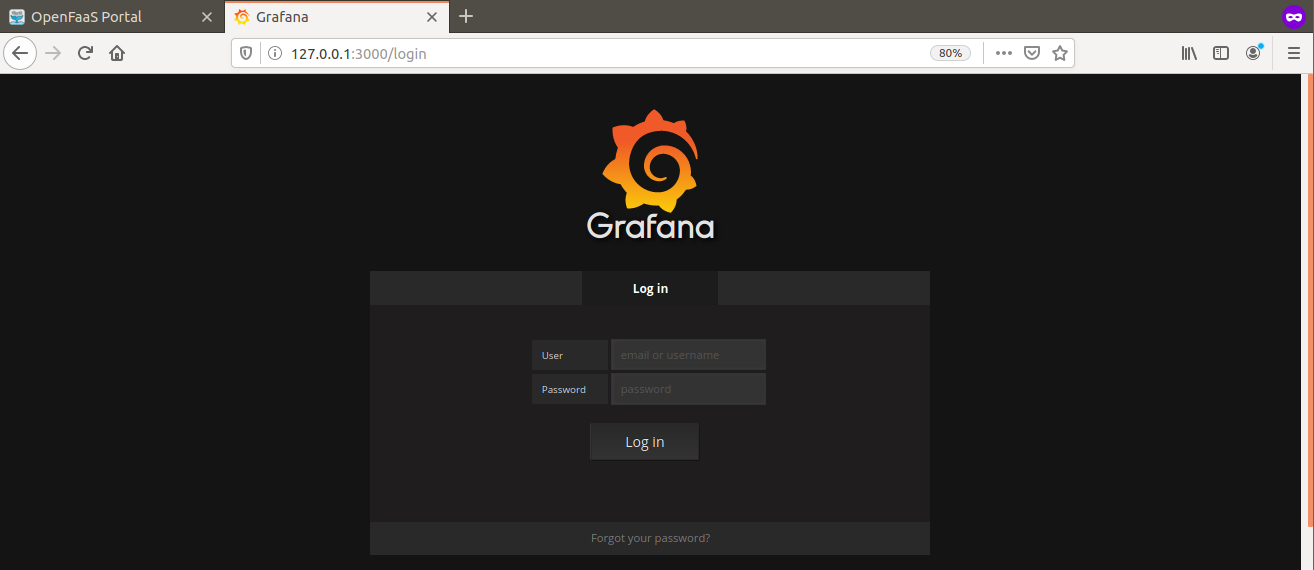 OpenFaaS Portal
Grafana
127.0.0.1:3000/login
80%
Grafana
Log in
User
email or username
Password
password
Log in
Forgot your password?